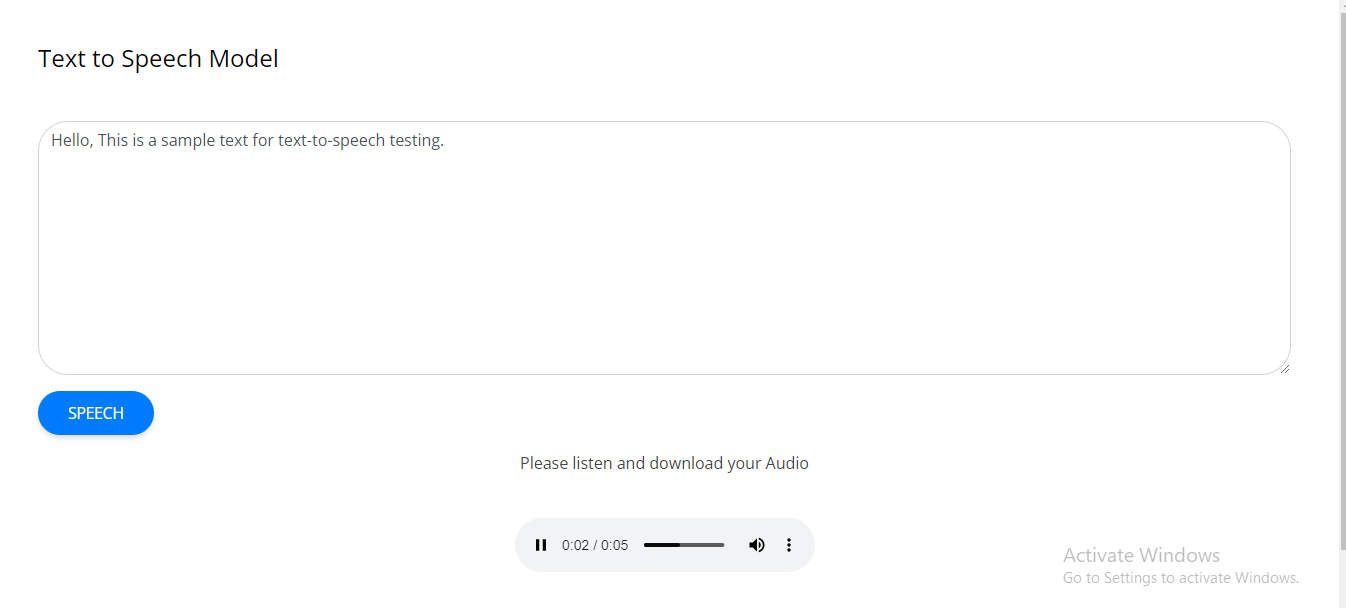 Text to Speech Model
Hello, This is a sample text for text-to-speech testing.
SPEECH
Please listen and download your Audio
0:02 / 0:05
Activate Windows
Go to Settings to activate Windows.